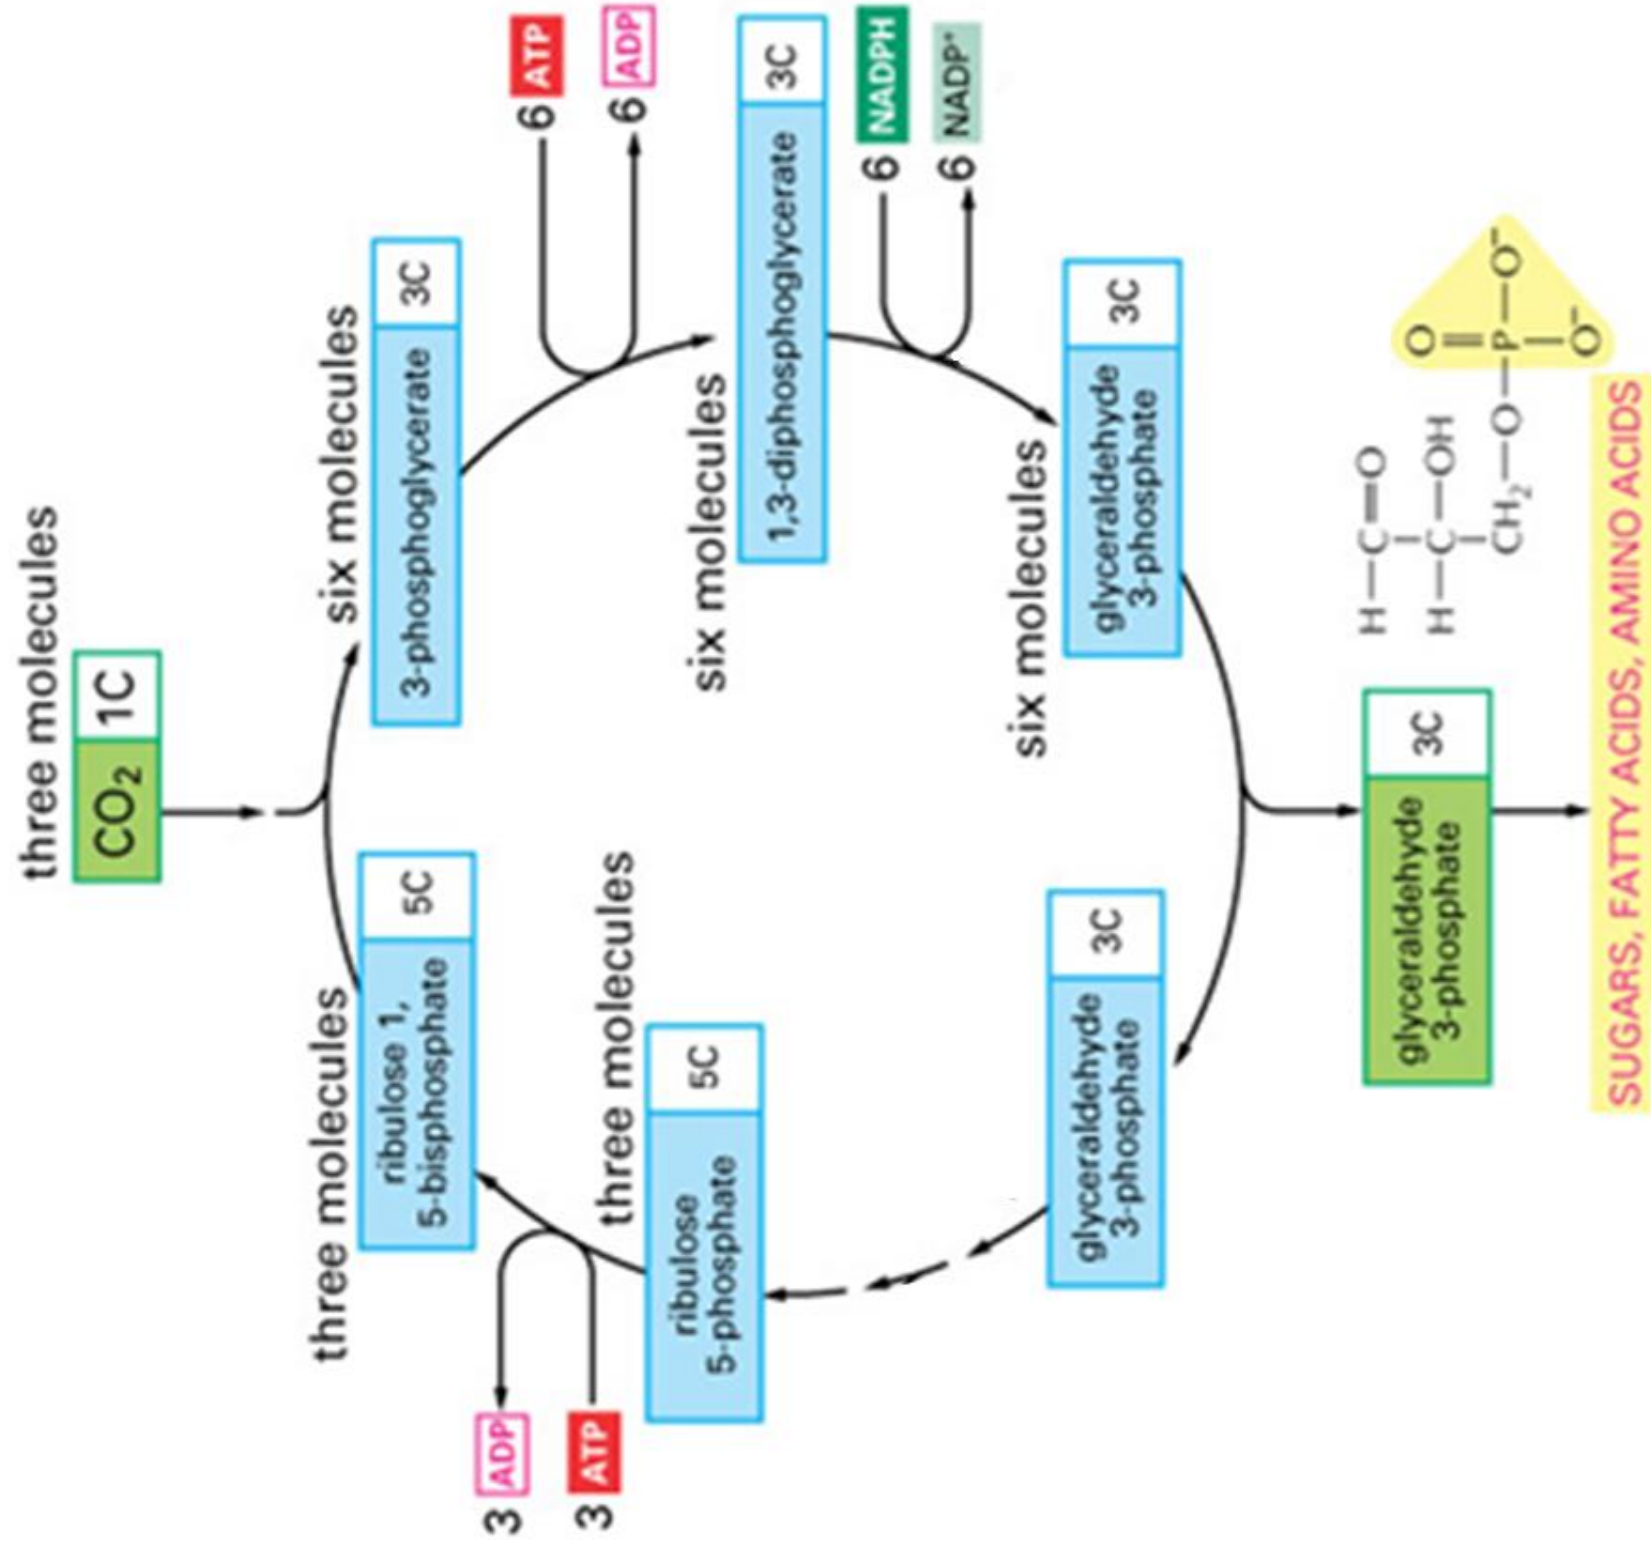 three molecules
CO₂ 1C
three molecules
ribulose 1,
5-bisphosphate
5C
six molecules
3-phosphoglycerate 3C
6 ATP
6 ADP
six molecules
1,3-diphosphoglycerate 3C
6 NADPH
6 NADP⁺
six molecules
glyceraldehyde
3-phosphate
3C
glyceraldehyde
3-phosphate
3C
H—C=O
H—C—OH
CH₂—O—P—O⁻
O
O⁻
SUGARS, FATTY ACIDS, AMINO ACIDS
glyceraldehyde
3-phosphate
3C
three molecules
ribulose
5-phosphate
5C
3 ADP
3 ATP